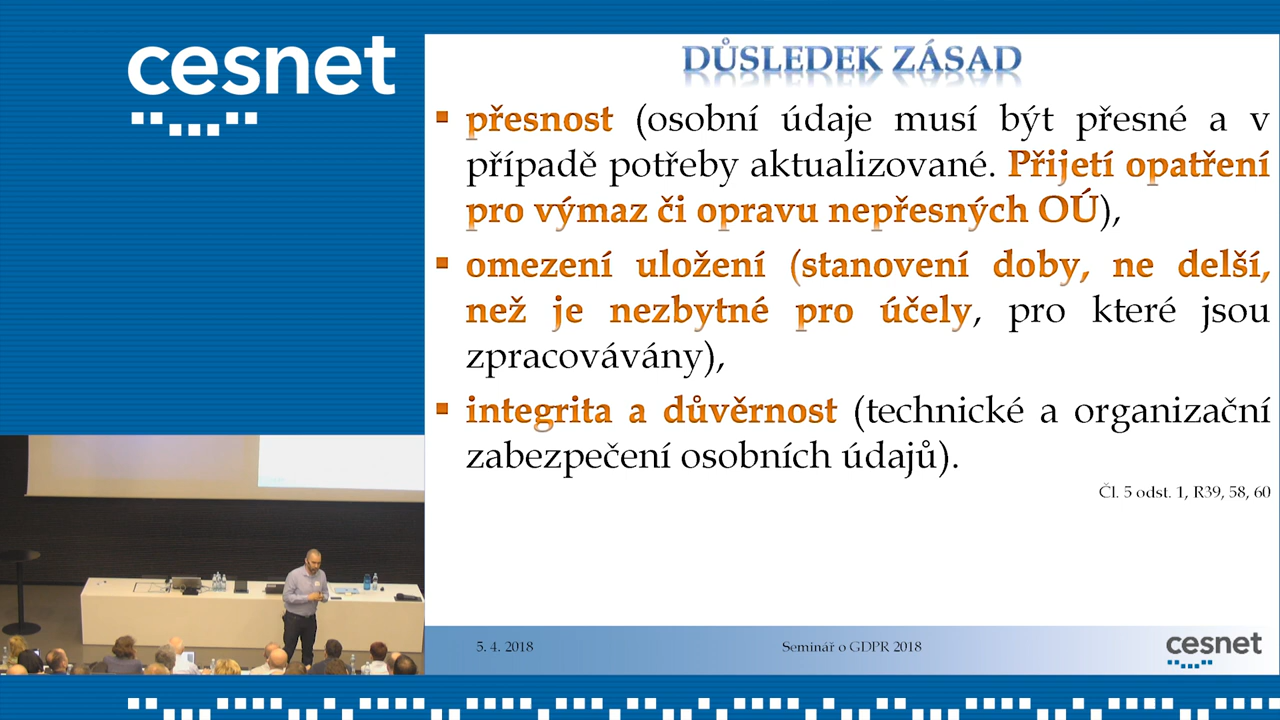 cesnet
DŮSLEDEK ZÁSAD
přesnost (osobní údaje musí být přesné a v
případě potřeby aktualizované. Přijetí opatření
pro výmaz či opravu nepřesných OÚ),
omezení uložení (stanovení doby, ne delší,
než je nezbytné pro účely, pro které jsou
zpracovávány),
integrita a důvěrnost (technické a organizační
zabezpečení osobních údajů).
Čl. 5 odst. 1, R39, 58, 60
5. 4. 2018
Seminář o GDPR 2018
cesnet